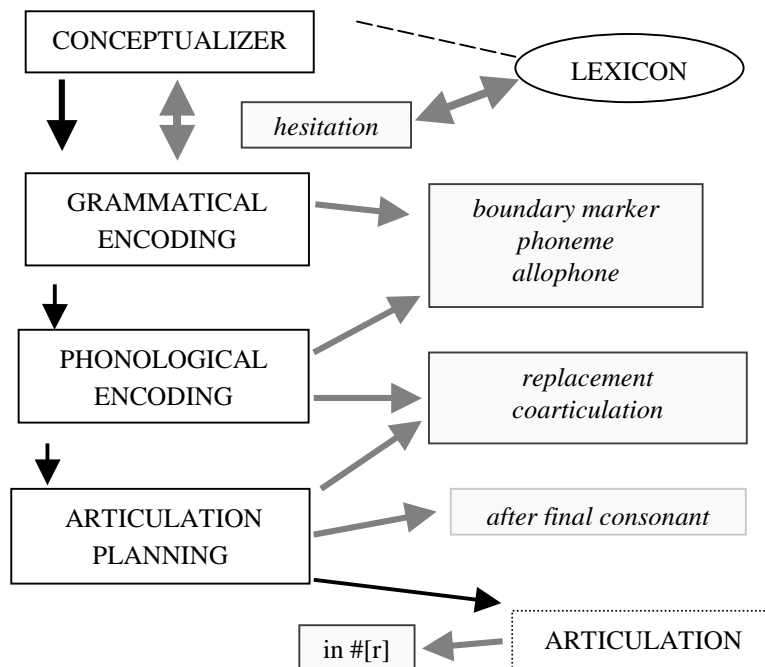 CONCEPTUALIZER
LEXICON
hesitation
GRAMMATICAL
ENCODING
boundary marker
phoneme
allophone
PHONOLOGICAL
ENCODING
replacement
coarticulation
ARTICULATION
PLANNING
after final consonant
ARTICULATION
in #[r]